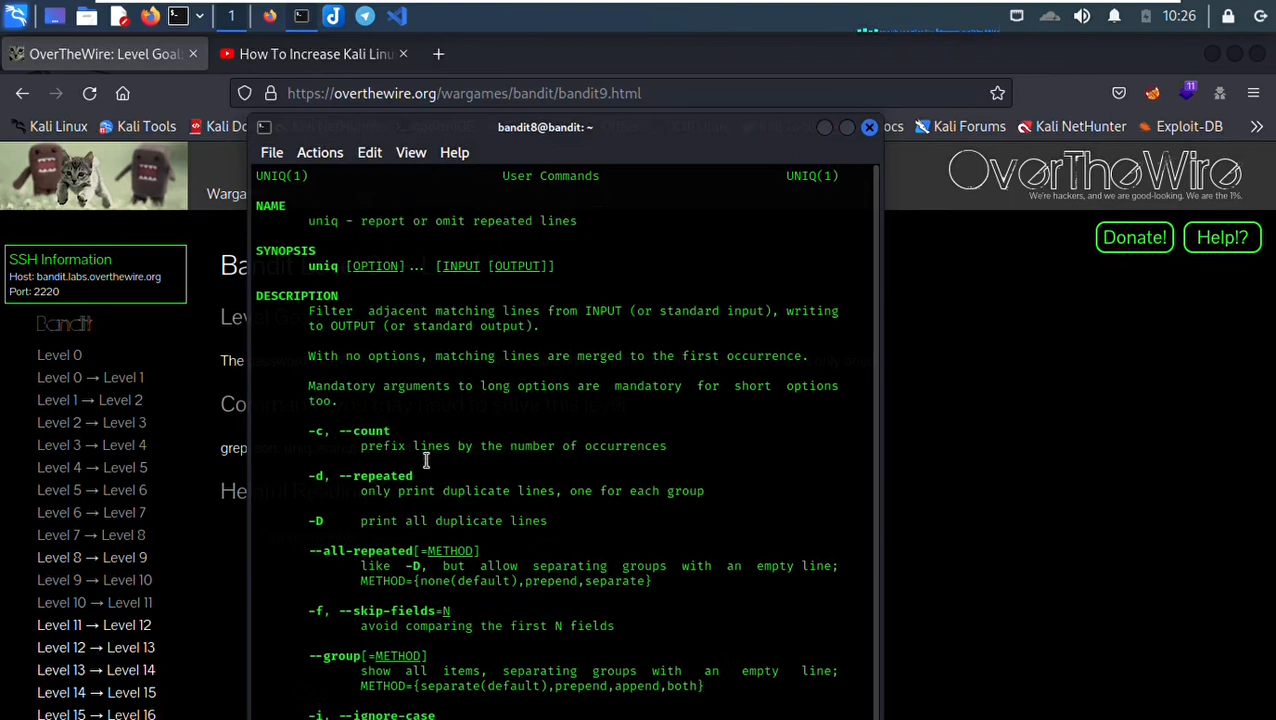 1
10:26
OverTheWire: Level Goal
How To Increase Kali Linu
https://overthewire.org/wargames/bandit/bandit9.html
11
Kali Linux
Kali Tools
Kali Do
ocs
Kali Forums
Kali NetHunter
Exploit-DB
bandit8@bandit: ~
File Actions Edit View Help
OverTheWire
We're hackers, and we are good-looking. We are the 1%.
Donate! Help!?
SSH Information
Host: bandit.labs.overthewire.org
Port: 2220
Bandit
Level 0
Level 0 → Level 1
Level 1 → Level 2
Level 2 → Level 3
Level 3 → Level 4
Level 4 → Level 5
Level 5 → Level 6
Level 6 → Level 7
Level 7 → Level 8
Level 8 → Level 9
Level 9 → Level 10
Level 10 → Level 11
Level 11 → Level 12
Level 12 → Level 13
Level 13 → Level 14
Level 14 → Level 15
Level 15 → Level 16
Warga
The
UNIQ(1) User Commands UNIQ(1)
NAME
uniq - report or omit repeated lines
SYNOPSIS
uniq [OPTION]... [INPUT [OUTPUT]]
DESCRIPTION
Filter adjacent matching lines from INPUT (or standard input), writing
to OUTPUT (or standard output).
With no options, matching lines are merged to the first occurrence.
Mandatory arguments to long options are mandatory for short options
too.
-c, --count
prefix lines by the number of occurrences
-d, --repeated
only print duplicate lines, one for each group
-D print all duplicate lines
--all-repeated[=METHOD]
like -D, but allow separating groups with an empty line;
METHOD={none(default),prepend,separate}
-f, --skip-fields=N
avoid comparing the first N fields
--group[=METHOD]
show all items, separating groups with an empty line;
METHOD={separate(default),prepend,append,both}
-i, --ignore-case